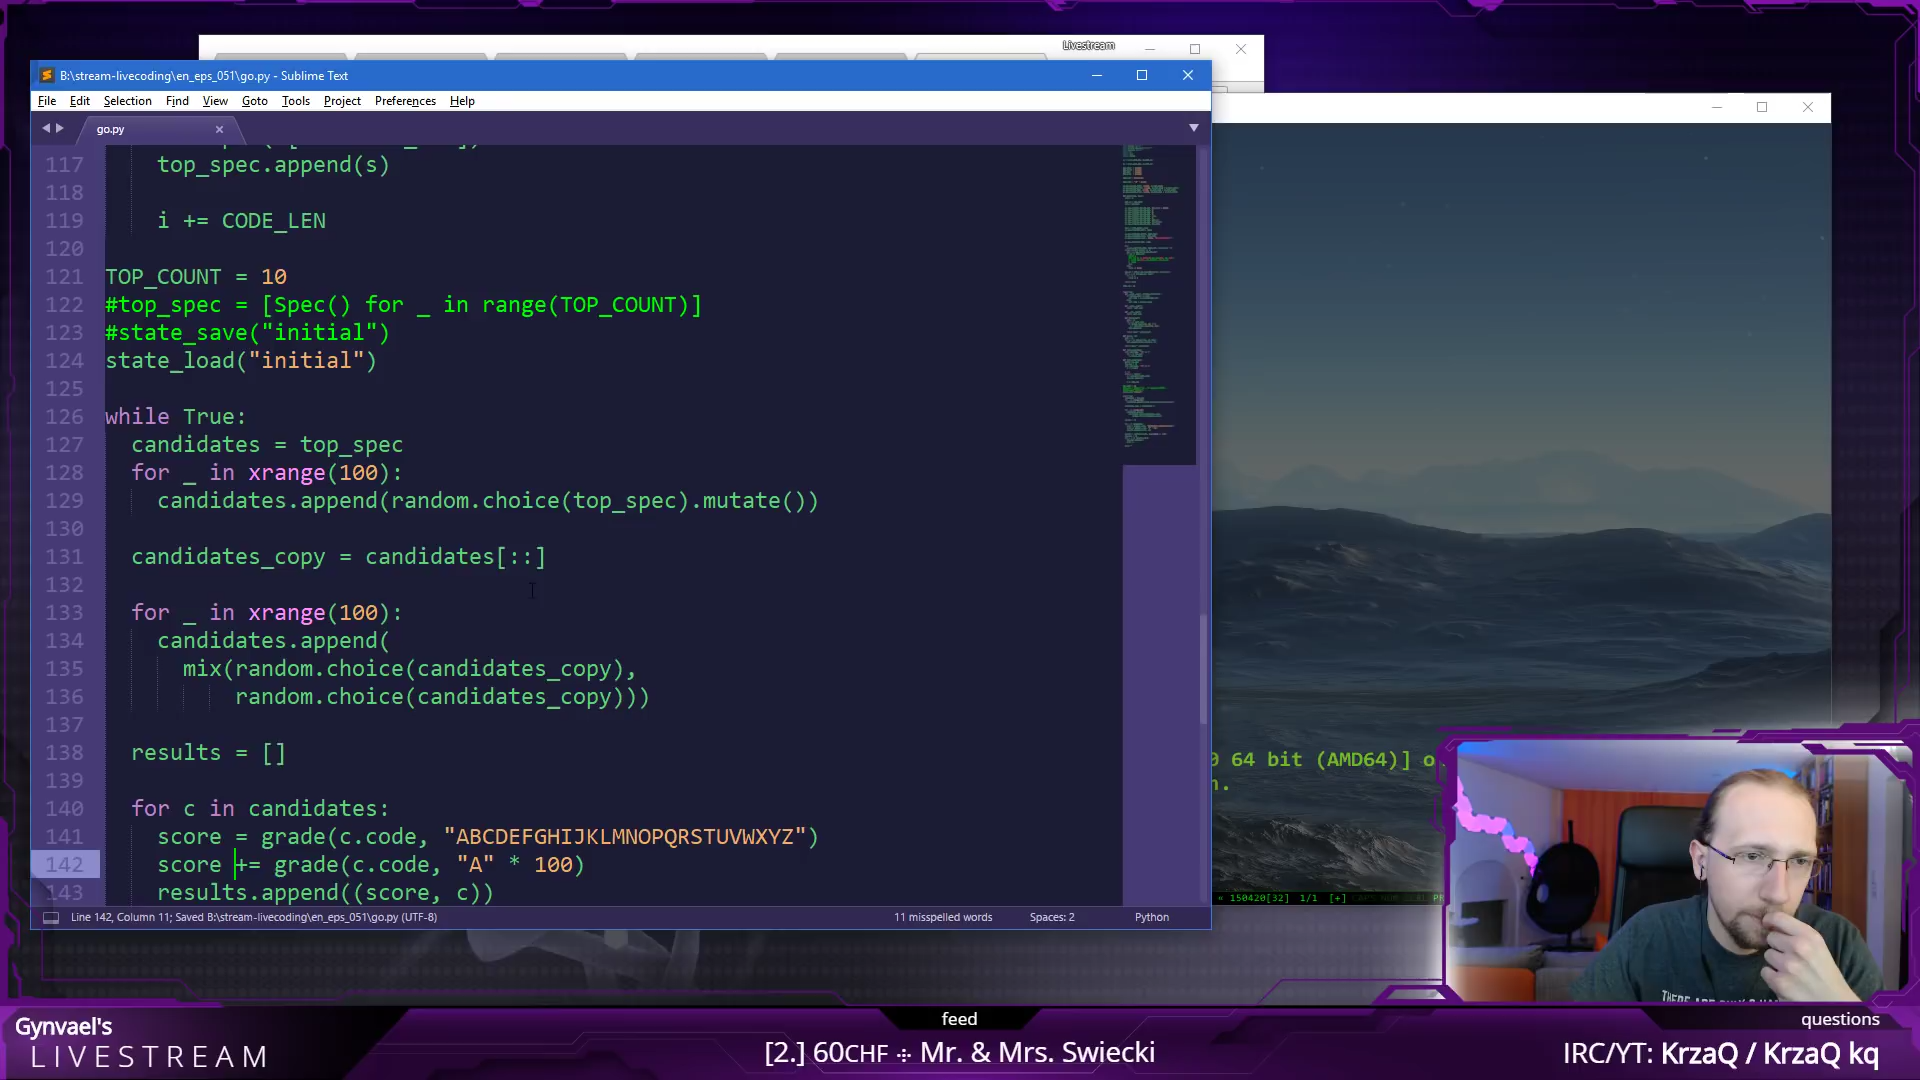 Livestream
B:\stream-livecoding\en_eps_051\go.py - Sublime Text
File Edit Selection Find View Goto Tools Project Preferences Help
go.py
117 top_spec.append(s)
118
119 i += CODE_LEN
120
121 TOP_COUNT = 10
122 #top_spec = [Spec() for _ in range(TOP_COUNT)]
123 #state_save("initial")
124 state_load("initial")
125
126 while True:
127 candidates = top_spec
128 for _ in xrange(100):
129 candidates.append(random.choice(top_spec).mutate())
130
131 candidates_copy = candidates[::]
132
133 for _ in xrange(100):
134 candidates.append(
135 mix(random.choice(candidates_copy),
136 random.choice(candidates_copy)))
137
138 results = []
139
140 for c in candidates:
141 score = grade(c.code, "ABCDEFGHIJKLMNOPQRSTUVWXYZ")
142 score += grade(c.code, "A" * 100)
143 results.append((score, c))
Line 142, Column 11; Saved B:\stream-livecoding\en_eps_051\go.py (UTF-8) 11 misspelled words Spaces: 2 Python
64 bit (AMD64)] o
n.
« 150420[32] 1/1 [+] CAPS NUM SCRL
Gynvael's
LIVESTREAM
feed
[2.] 60CHF ÷ Mr. & Mrs. Swiecki
questions
IRC/YT: KrzaQ / KrzaQ kq